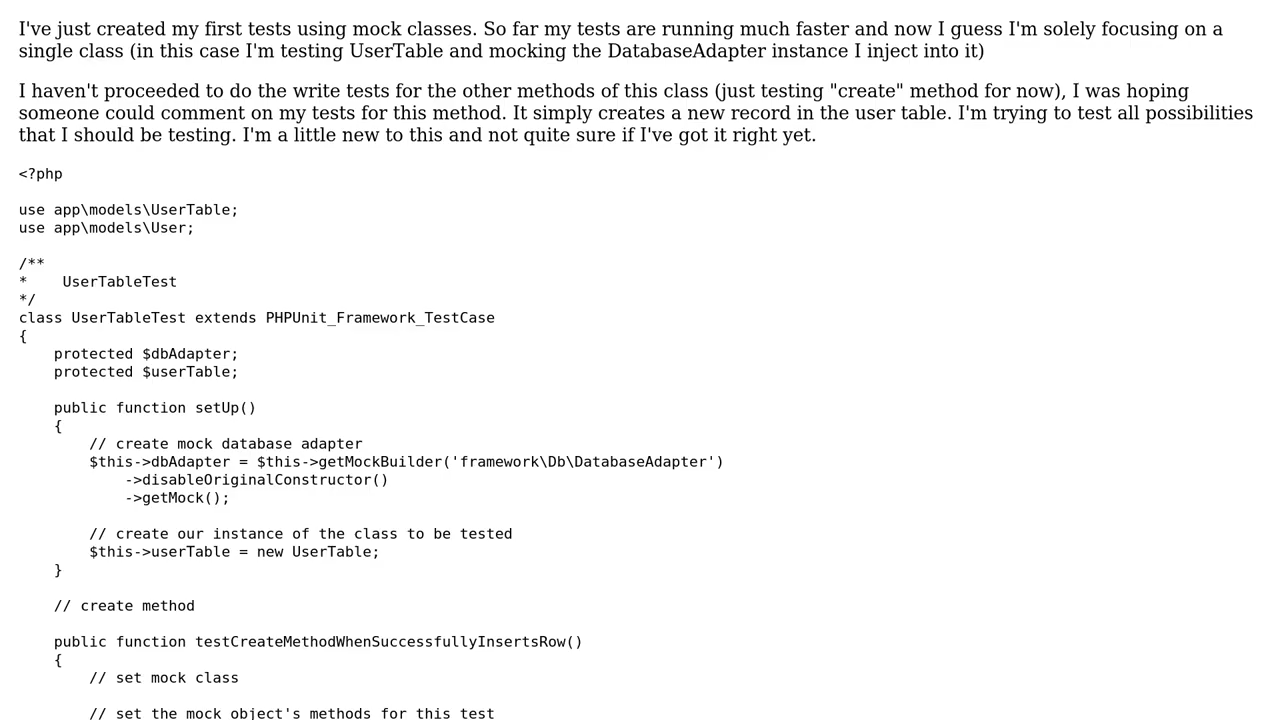 I've just created my first tests using mock classes. So far my tests are running much faster and now I guess I'm solely focusing on a
single class (in this case I'm testing UserTable and mocking the DatabaseAdapter instance I inject into it)

I haven't proceeded to do the write tests for the other methods of this class (just testing "create" method for now), I was hoping
someone could comment on my tests for this method. It simply creates a new record in the user table. I'm trying to test all possibilities
that I should be testing. I'm a little new to this and not quite sure if I've got it right yet.

<?php

use app\models\UserTable;
use app\models\User;

/**
*    UserTableTest
*/
class UserTableTest extends PHPUnit_Framework_TestCase
{
    protected $dbAdapter;
    protected $userTable;

    public function setUp()
    {
        // create mock database adapter
        $this->dbAdapter = $this->getMockBuilder('framework\Db\DatabaseAdapter')
            ->disableOriginalConstructor()
            ->getMock();

        // create our instance of the class to be tested
        $this->userTable = new UserTable;
    }

    // create method

    public function testCreateMethodWhenSuccessfullyInsertsRow()
    {
        // set mock class

        // set the mock object's methods for this test